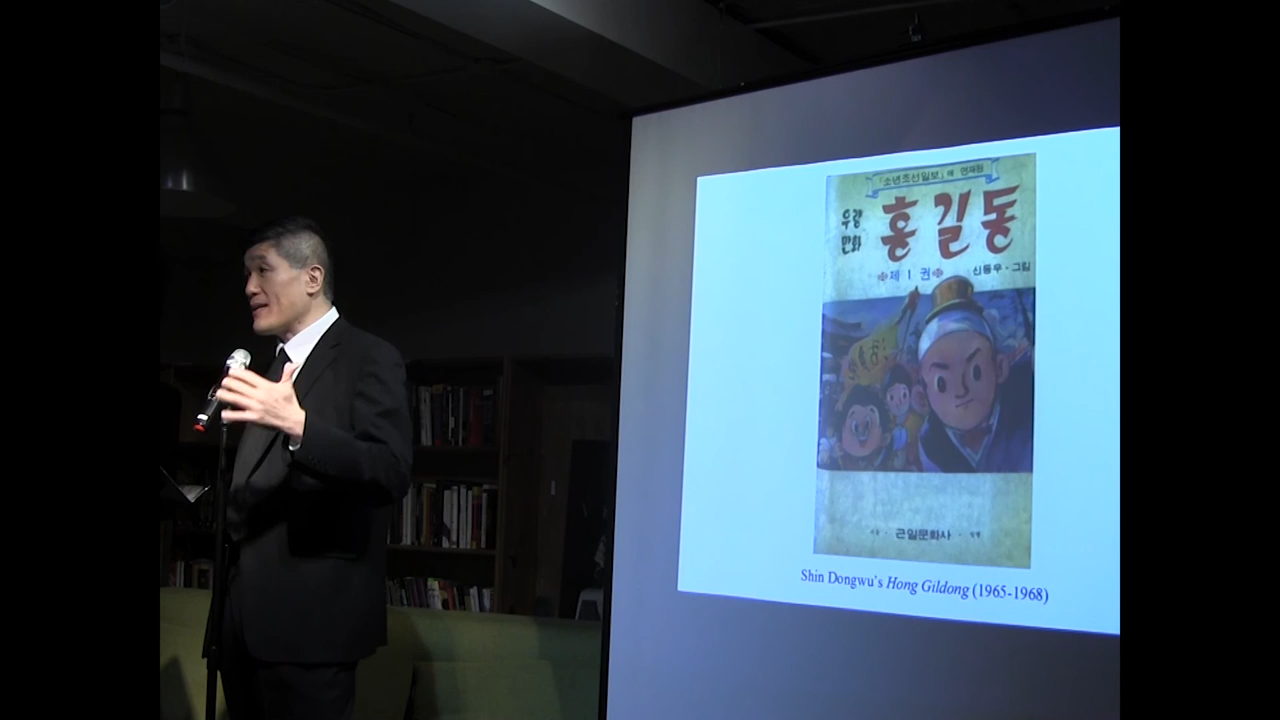 「소년조선일보」에 연재된
우량
만화
홍길동
제 1 권
신동우·그림
근일문화사
Shin Dongwu's Hong Gildong (1965-1968)